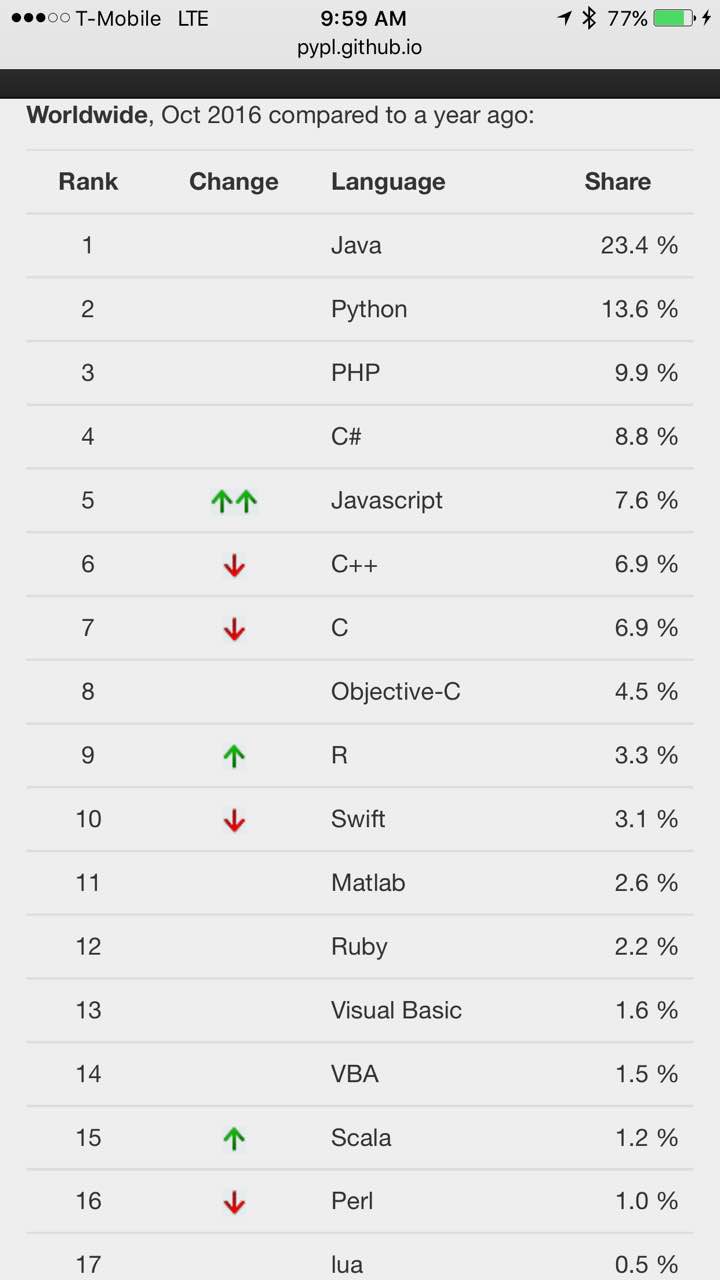 T-Mobile LTE 9:59 AM 77%
pypl.github.io
Worldwide, Oct 2016 compared to a year ago:
Rank Change Language Share
1 Java 23.4 %
2 Python 13.6 %
3 PHP 9.9 %
4 C# 8.8 %
5 ↑↑ Javascript 7.6 %
6 ↓ C++ 6.9 %
7 ↓ C 6.9 %
8 Objective-C 4.5 %
9 ↑ R 3.3 %
10 ↓ Swift 3.1 %
11 Matlab 2.6 %
12 Ruby 2.2 %
13 Visual Basic 1.6 %
14 VBA 1.5 %
15 ↑ Scala 1.2 %
16 ↓ Perl 1.0 %
17 lua 0.5 %